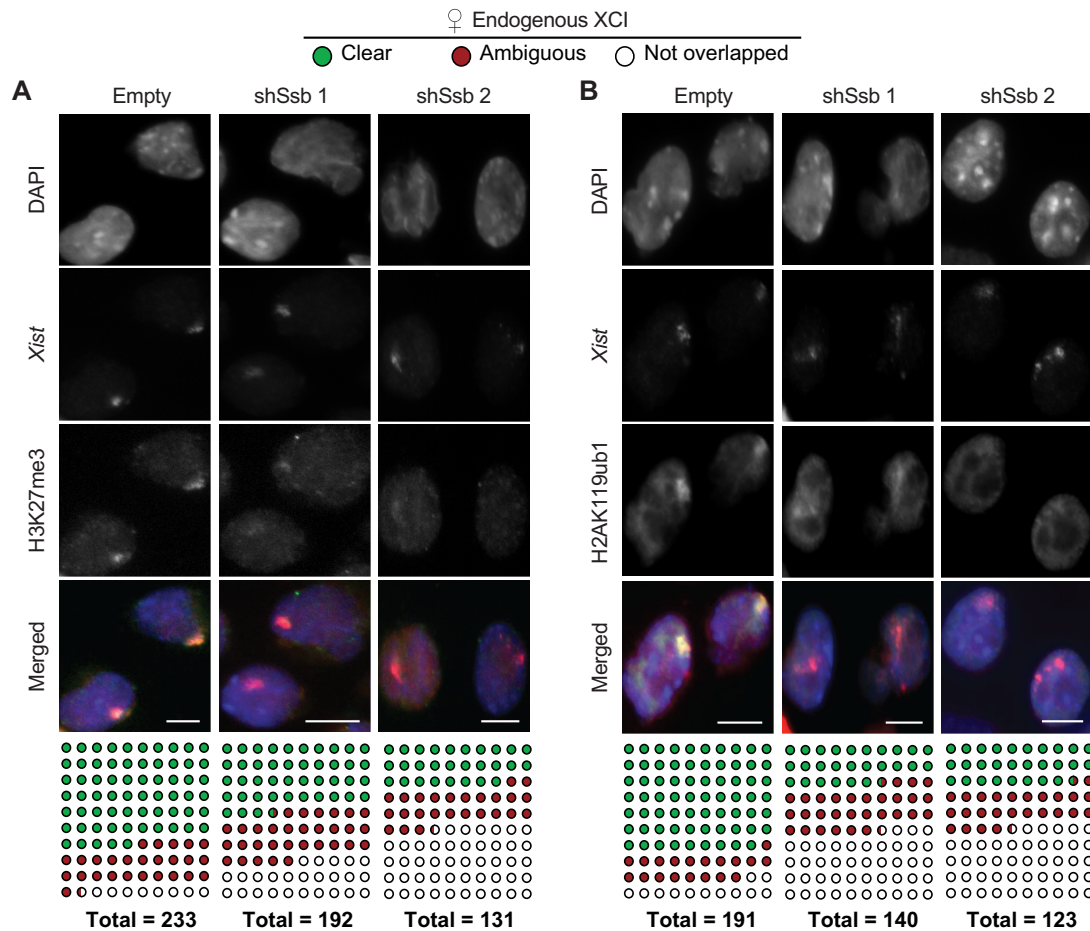 ♀ Endogenous XCI
Clear Ambiguous Not overlapped
A Empty shSsb 1 shSsb 2
DAPI
Xist
H3K27me3
Merged
Total = 233 Total = 192 Total = 131
B Empty shSsb 1 shSsb 2
DAPI
Xist
H2AK119ub1
Merged
Total = 191 Total = 140 Total = 123